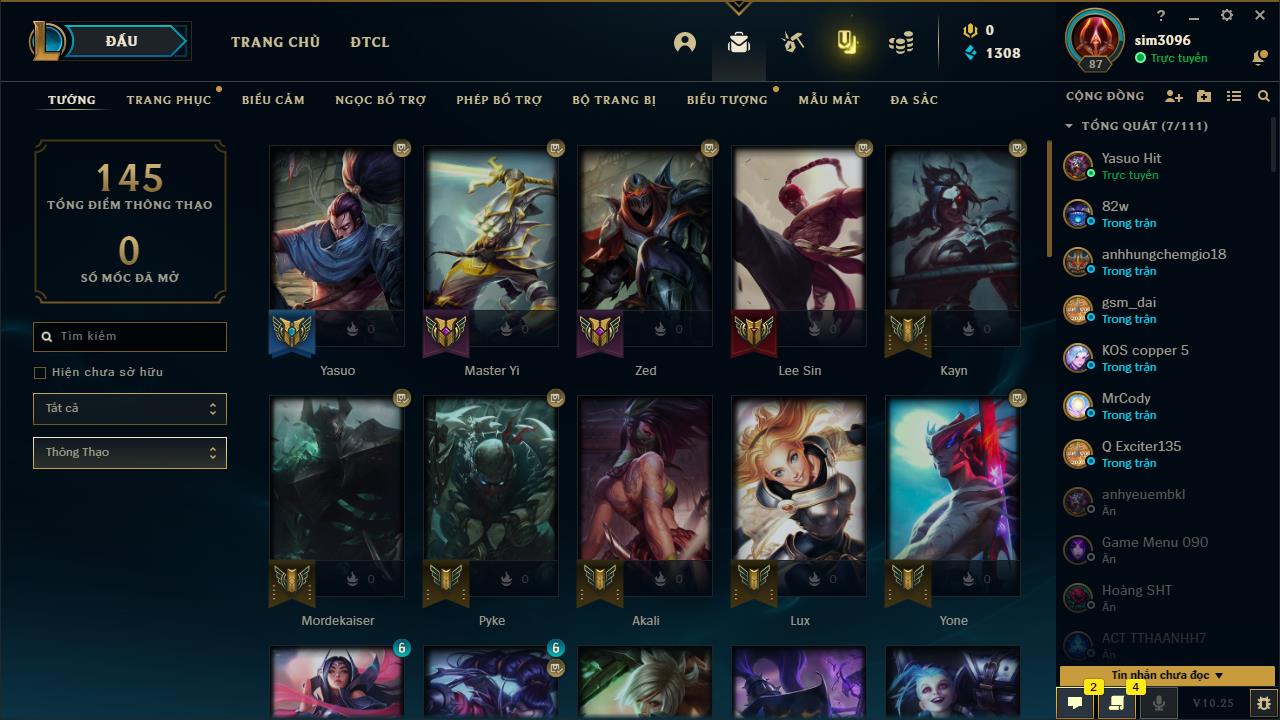 ĐẤU
TRANG CHỦ
ĐTCL
0
1308
?
sim3096
Trực tuyến
87
TƯỚNG
TRANG PHỤC
BIỂU CẢM
NGỌC BỔ TRỢ
PHÉP BỔ TRỢ
BỘ TRANG BỊ
BIỂU TƯỢNG
MẪU MẮT
ĐA SẮC
CỘNG ĐỒNG
TỔNG QUÁT (7/111)
145
TỔNG ĐIỂM THÔNG THẠO
0
SỐ MỐC ĐÃ MỞ
Tìm kiếm
Hiện chưa sở hữu
Tất cả
Thông Thạo
0
0
0
0
0
Yasuo
Master Yi
Zed
Lee Sin
Kayn
0
0
0
0
0
Mordekaiser
Pyke
Akali
Lux
Yone
6
6
Yasuo Hit
Trực tuyến
82w
Trong trận
anhhungchemgio18
Trong trận
gsm_dai
Trong trận
KOS copper 5
Trong trận
MrCody
Trong trận
Q Exciter135
Trong trận
anhyeuembkl
Ẩn
Game Menu 090
Ẩn
Hoàng SHT
Ẩn
ACT TTHAANHH7
Ẩn
Tin nhắn chưa đọc
2
4
V10.25